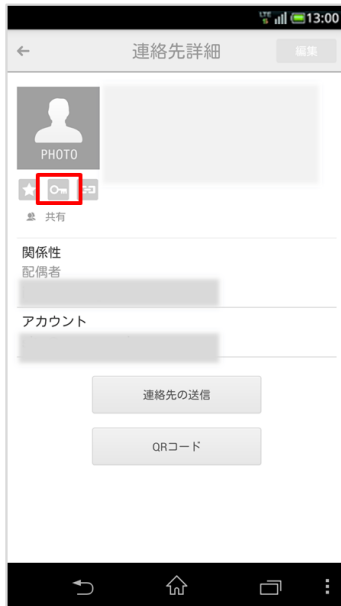 LTE
13:00
連絡先詳細
編集
PHOTO
共有
関係性
配偶者
アカウント
連絡先の送信
QRコード